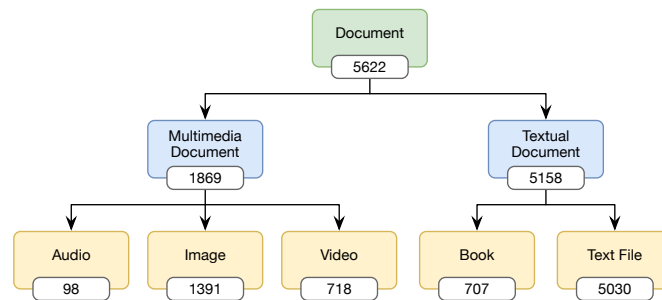 Document
5622
Multimedia
Document
1869
Textual
Document
5158
Audio
98
Image
1391
Video
718
Book
707
Text File
5030